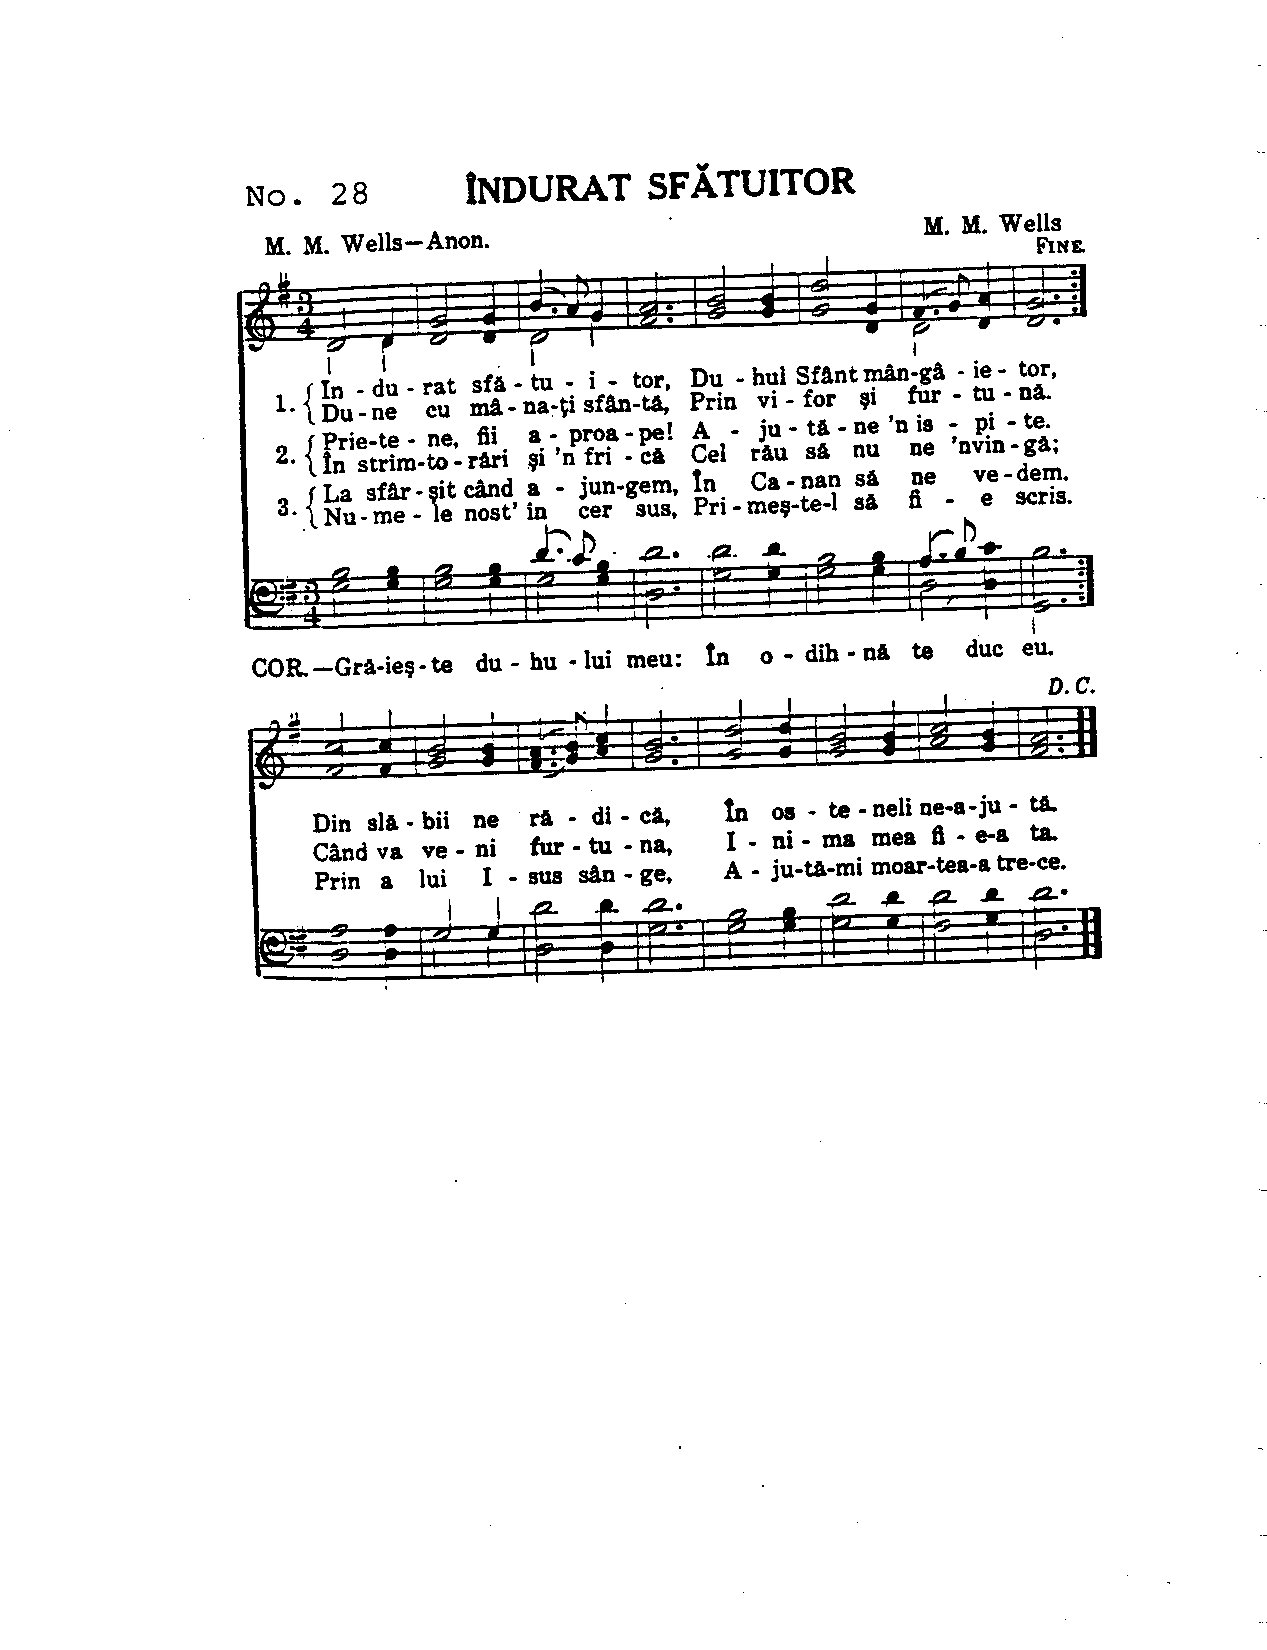 No. 28
ÎNDURAT SFĂTUITOR
M. M. Wells—Anon.
M. M. Wells
FINE.
1. { In - du - rat sfă - tu - i - tor, Du - hul Sfânt mân-gâ - ie - tor,
Du - ne cu mâ - na-ți sfân-tă, Prin vi - for și fur - tu - nă.
2. { Prie-te - ne, fii a - proa - pe! A - ju - tă - ne 'n is - pi - te.
În strim-to - rări și 'n fri - că Cel rău să nu ne 'nvin - gă;
3. { La sfâr - șit când a - jun-gem, În Ca - nan să ne ve - dem.
Nu - me - le nost' in cer sus, Pri - meș-te-l să fi - e scris.
COR.—Gră-ieș - te du - hu - lui meu: În o - dih - nă te duc eu.
D. C.
Din slă - bii ne ră - di - că, În os - te - neli ne-a-ju - tă.
Când va ve - ni fur - tu - na, I - ni - ma mea fi - e-a ta.
Prin a lui I - sus sân - ge, A - ju-tă-mi moar-tea-a tre-ce.